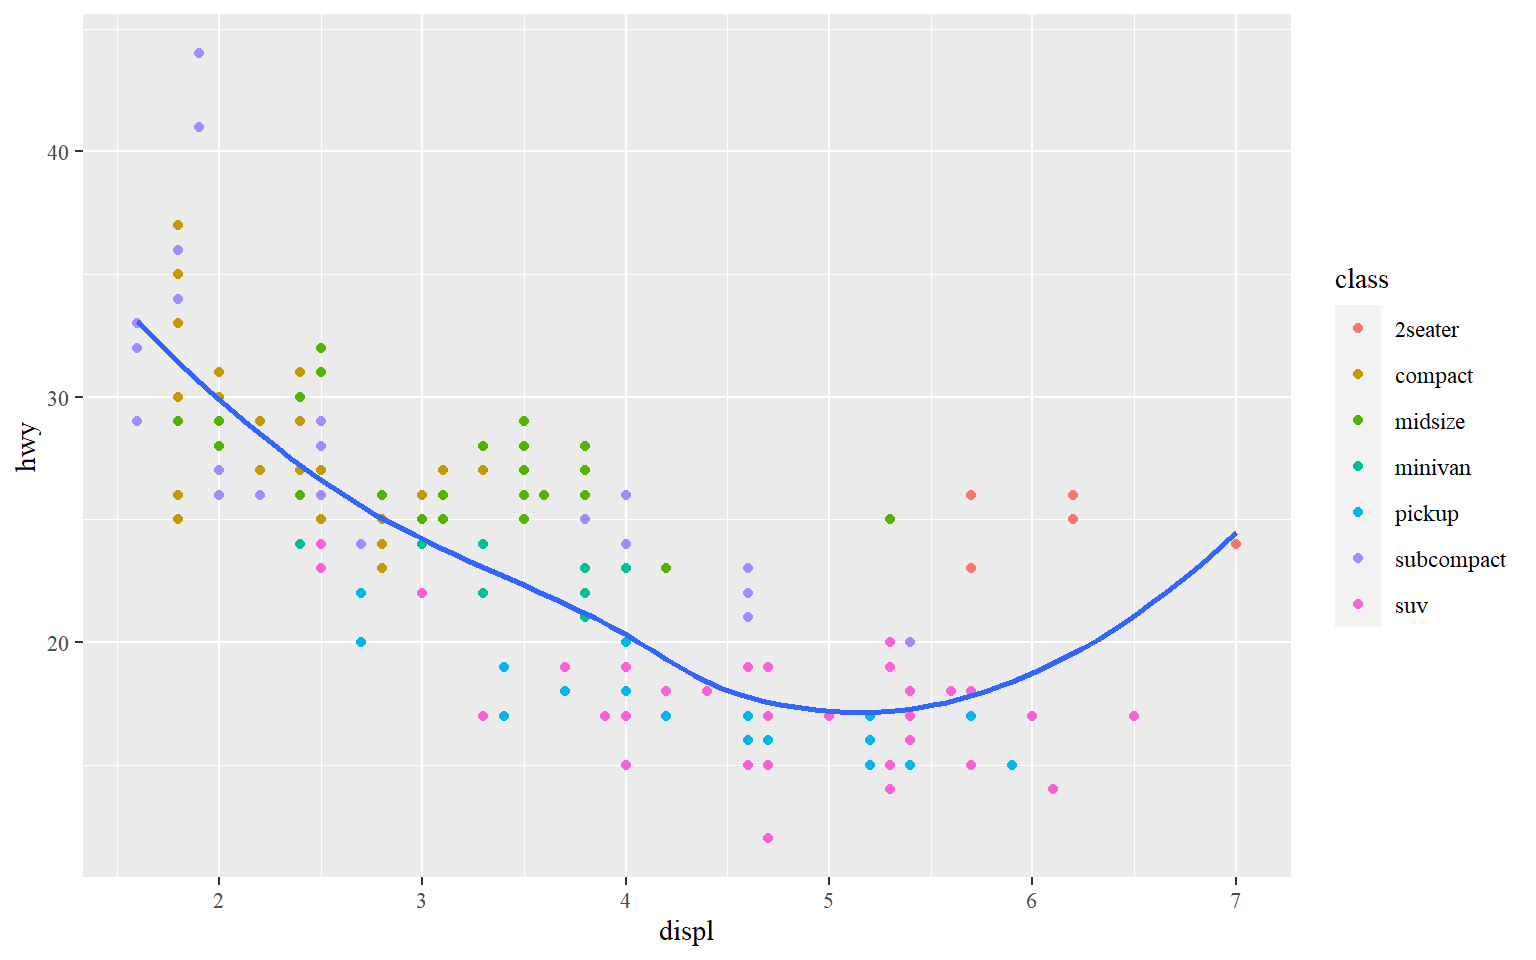 40
30
20
hwy
2 3 4 5 6 7
displ
class
2seater
compact
midsize
minivan
pickup
subcompact
suv